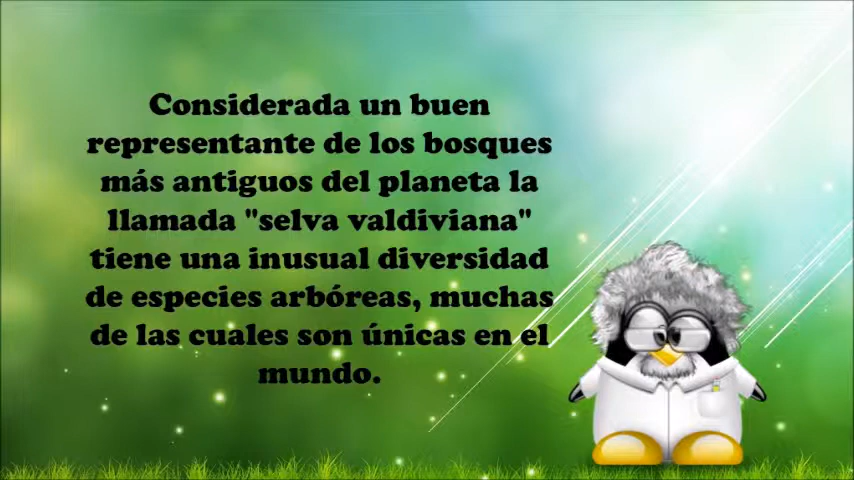 Considerada un buen
representante de los bosques
más antiguos del planeta la
llamada "selva valdiviana"
tiene una inusual diversidad
de especies arbóreas, muchas
de las cuales son únicas en el
mundo.